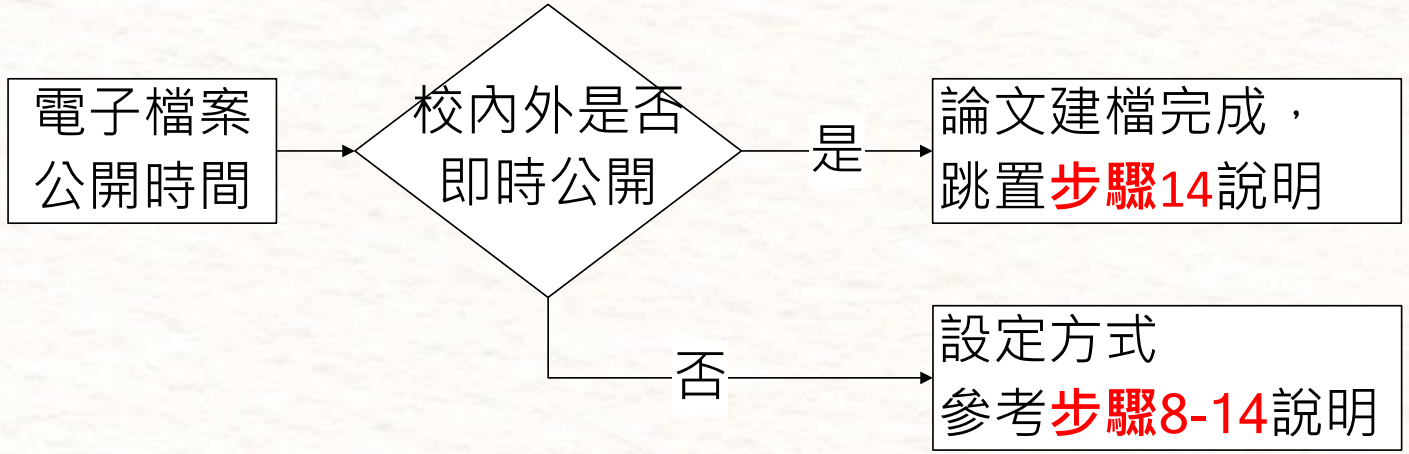 電子檔案
公開時間
校內外是否
即時公開
是
論文建檔完成，
跳置步驟14說明
否
設定方式
參考步驟8-14說明